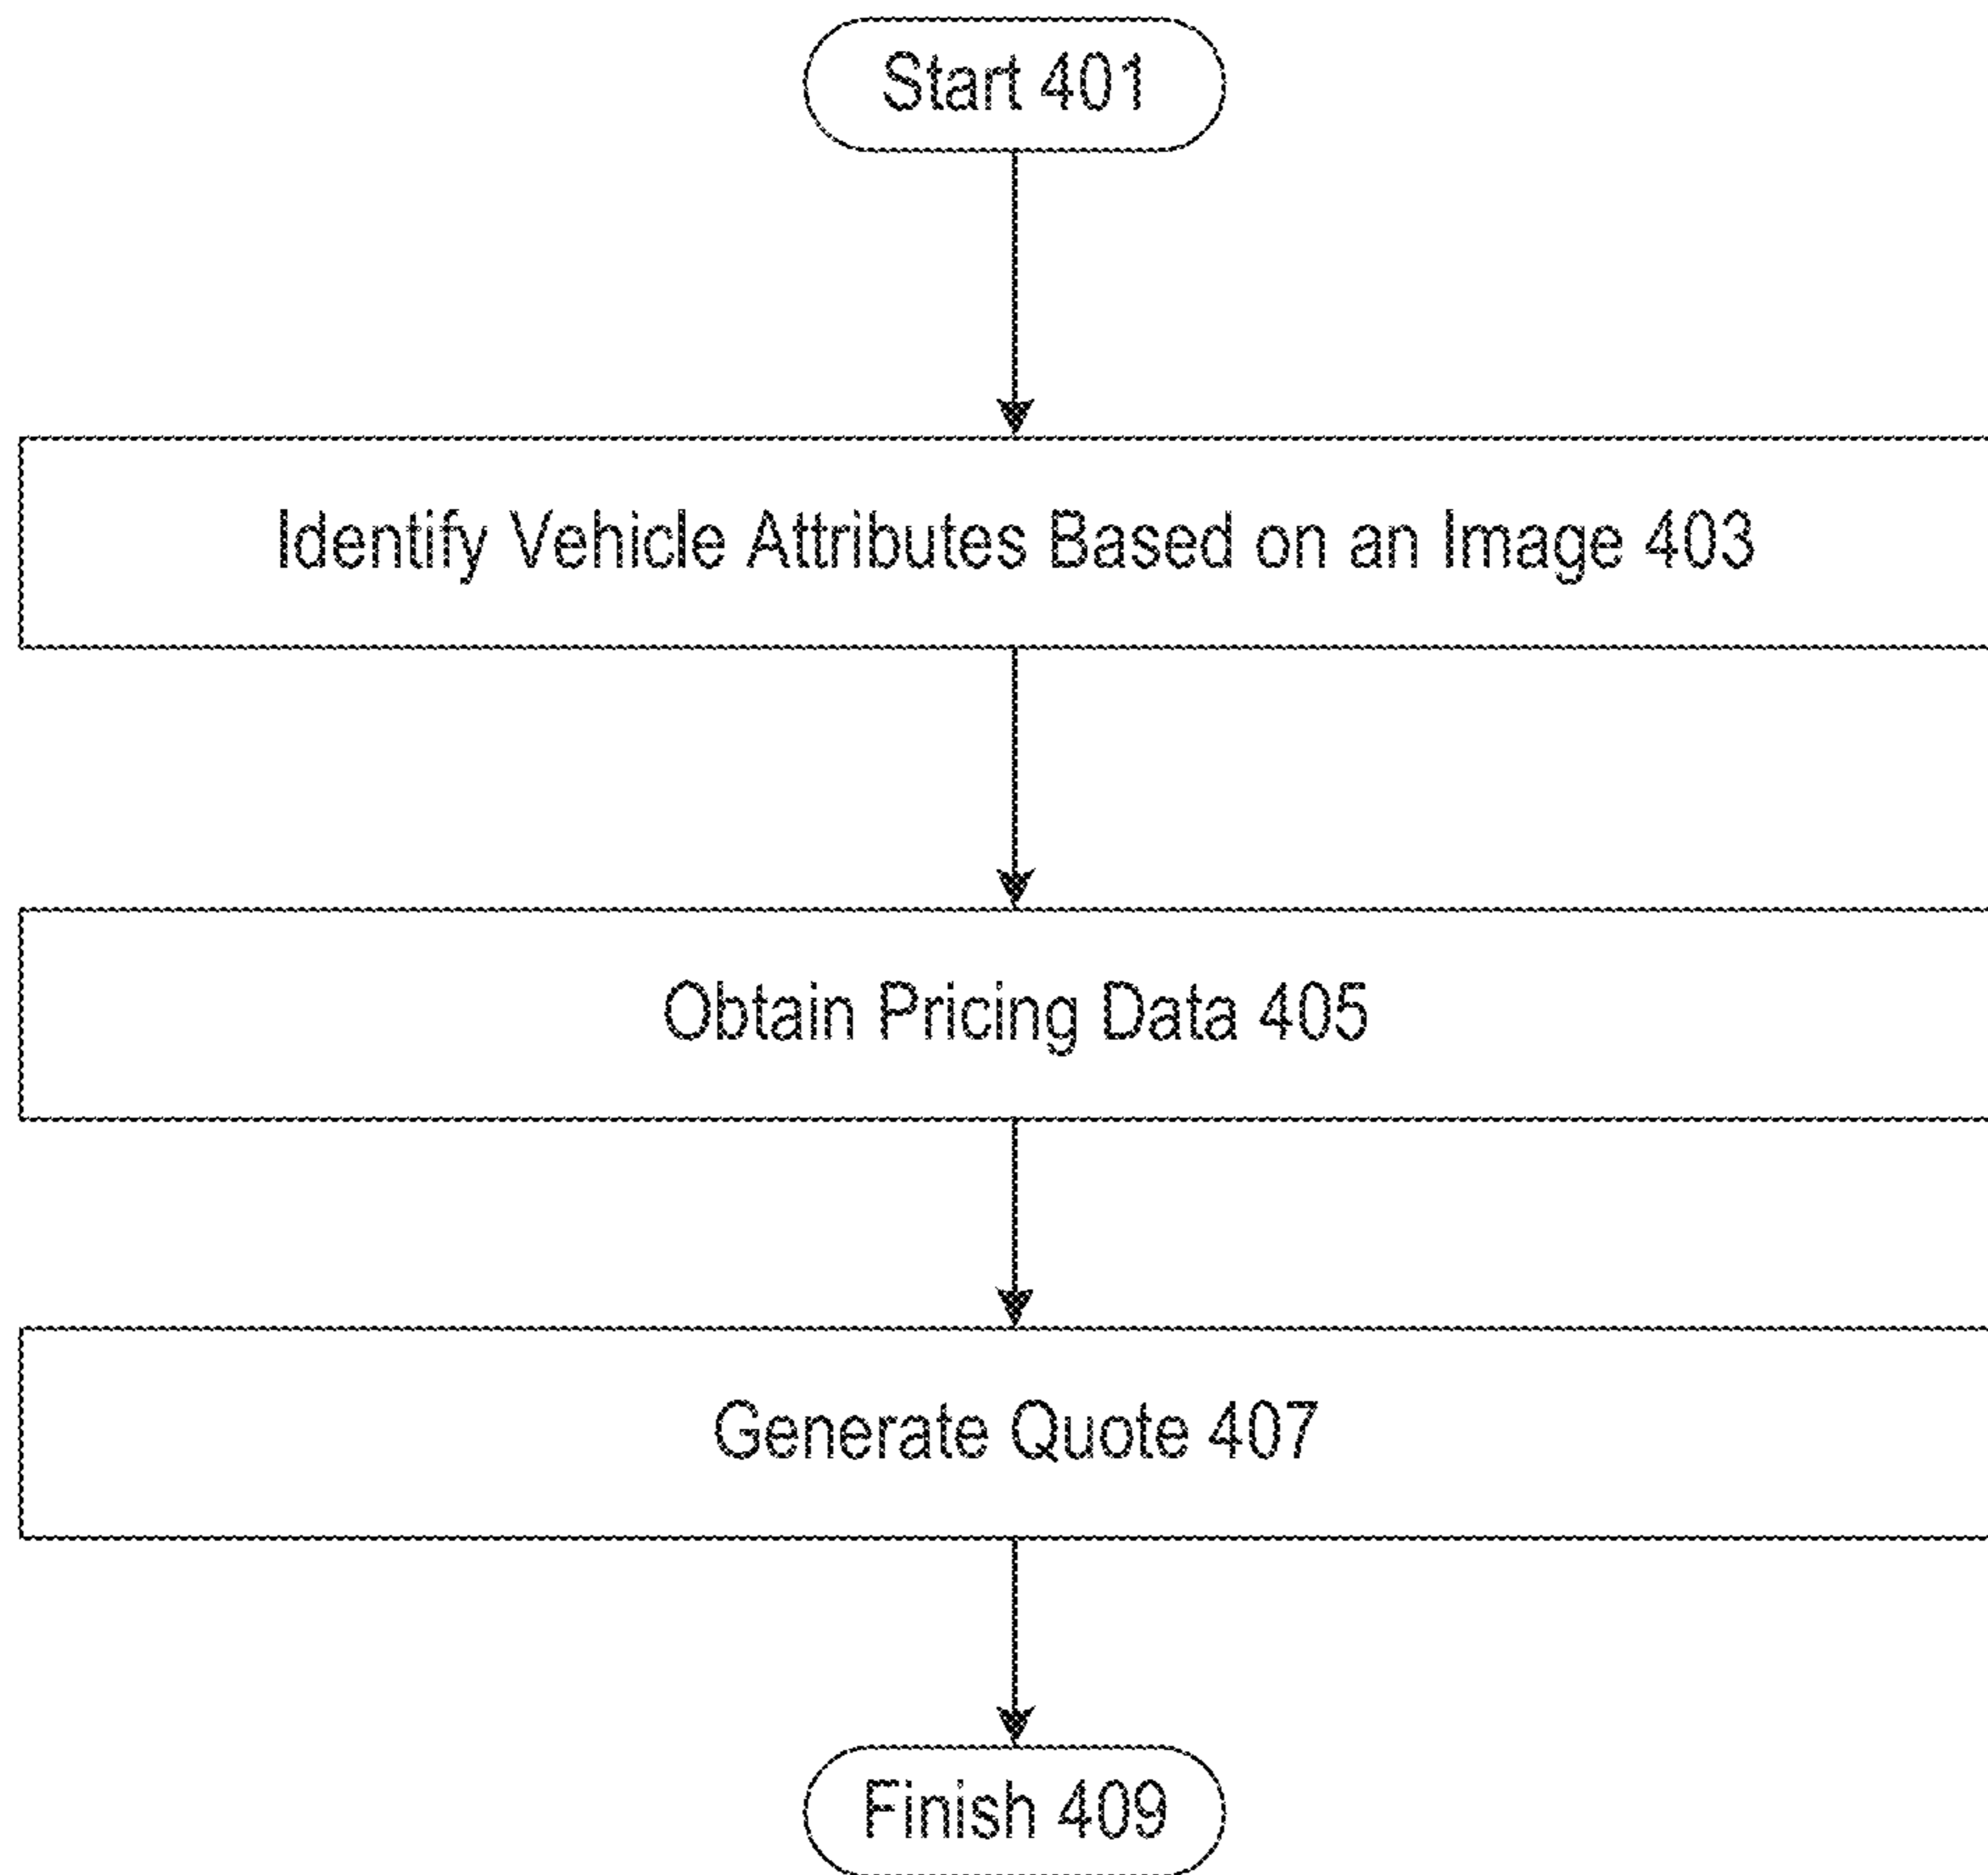 Start 401
Identify Vehicle Attributes Based on an Image 403
Obtain Pricing Data 405
Generate Quote 407
Finish 409